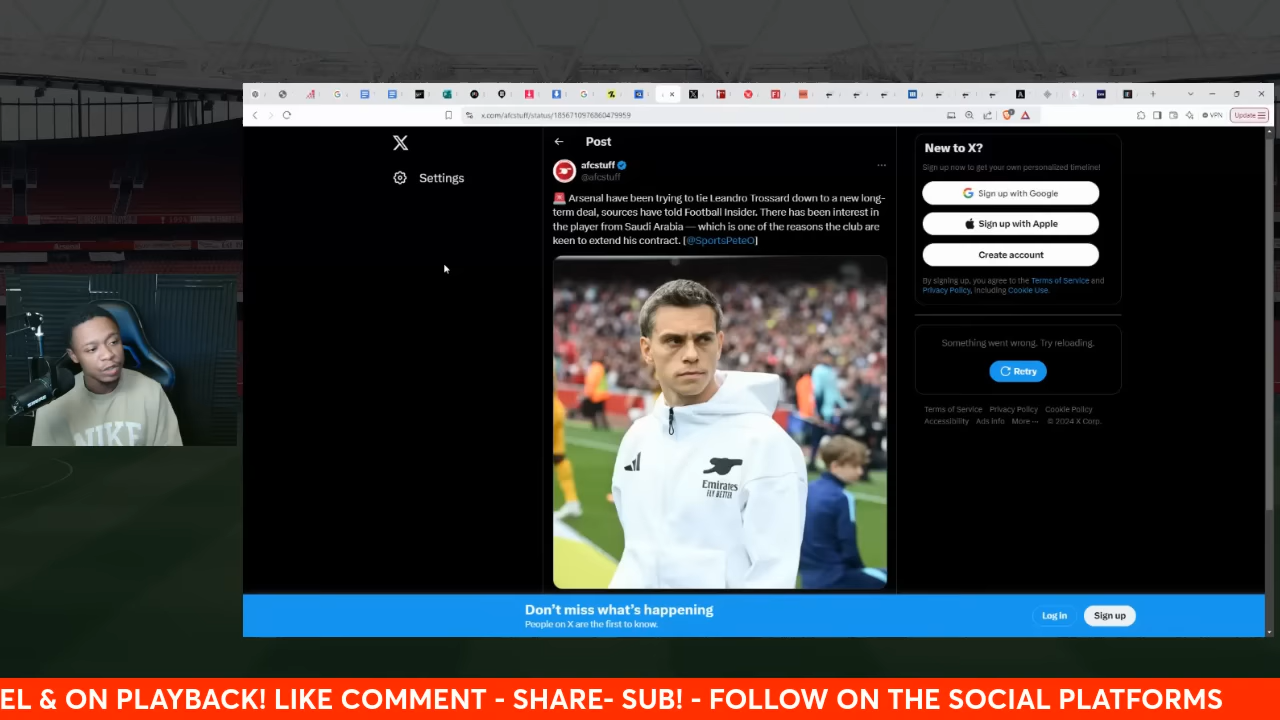 x.com/afcstuff/status/1856710976860479959
VPN
Update
Settings
Post
afcstuff
@afcstuff
🚨 Arsenal have been trying to tie Leandro Trossard down to a new long-
term deal, sources have told Football Insider. There has been interest in
the player from Saudi Arabia — which is one of the reasons the club are
keen to extend his contract. [@SportsPeteO]
New to X?
Sign up now to get your own personalized timeline!
Sign up with Google
Sign up with Apple
Create account
By signing up, you agree to the Terms of Service and
Privacy Policy, including Cookie Use.
Something went wrong. Try reloading.
Retry
Terms of Service Privacy Policy Cookie Policy
Accessibility Ads info More ··· © 2024 X Corp.
Emirates
FLY BETTER
NIKE
Don't miss what's happening
People on X are the first to know.
Log in
Sign up
EL & ON PLAYBACK! LIKE COMMENT - SHARE- SUB! - FOLLOW ON THE SOCIAL PLATFORMS